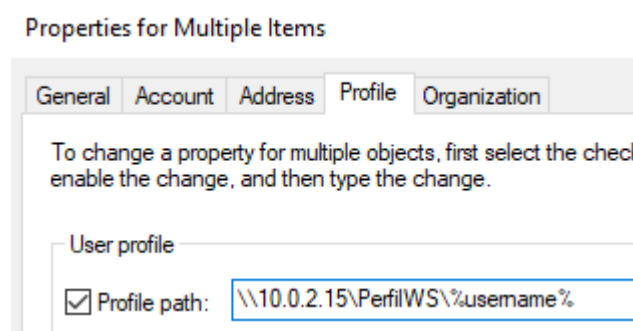 Properties for Multiple Items
General Account Address Profile Organization
To change a property for multiple objects, first select the chec
enable the change, and then type the change.
User profile
Profile path: \\10.0.2.15\PerfilWS\%username%